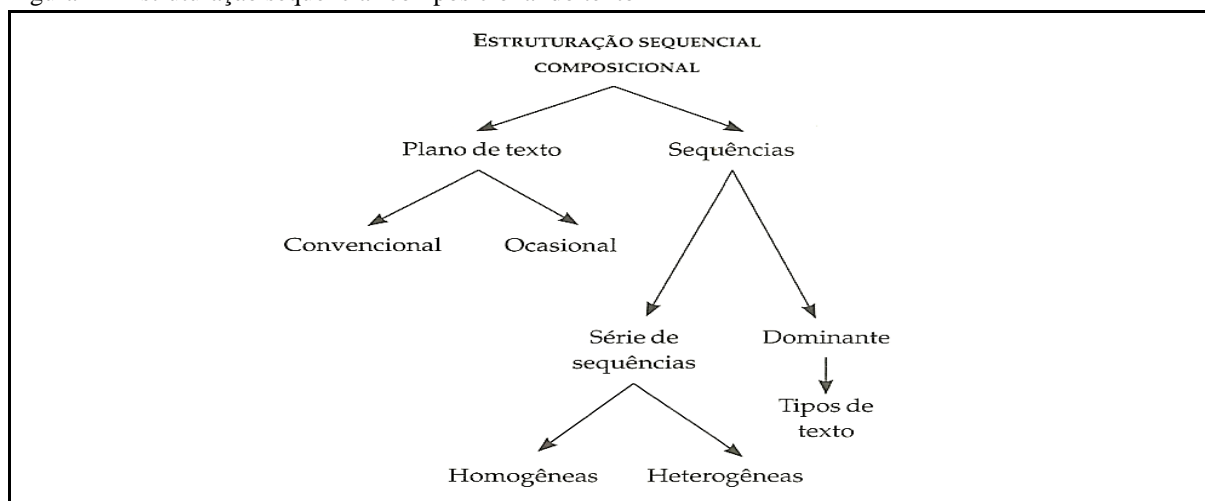 ESTRUTURAÇÃO SEQUENCIAL
COMPOSICIONAL
Plano de texto
Sequências
Convencional
Ocasional
Série de
sequências
Dominante
Tipos de
texto
Homogêneas
Heterogêneas